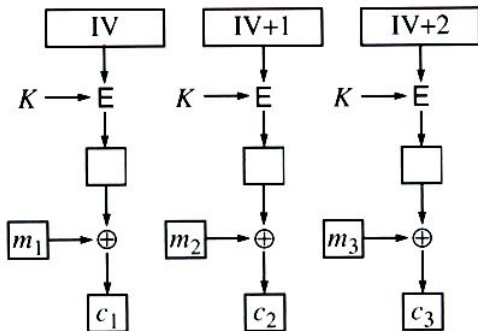 IV IV+1 IV+2
K E K E K E
m₁ ⊕ m₂ ⊕ m₃ ⊕
c₁ c₂ c₃